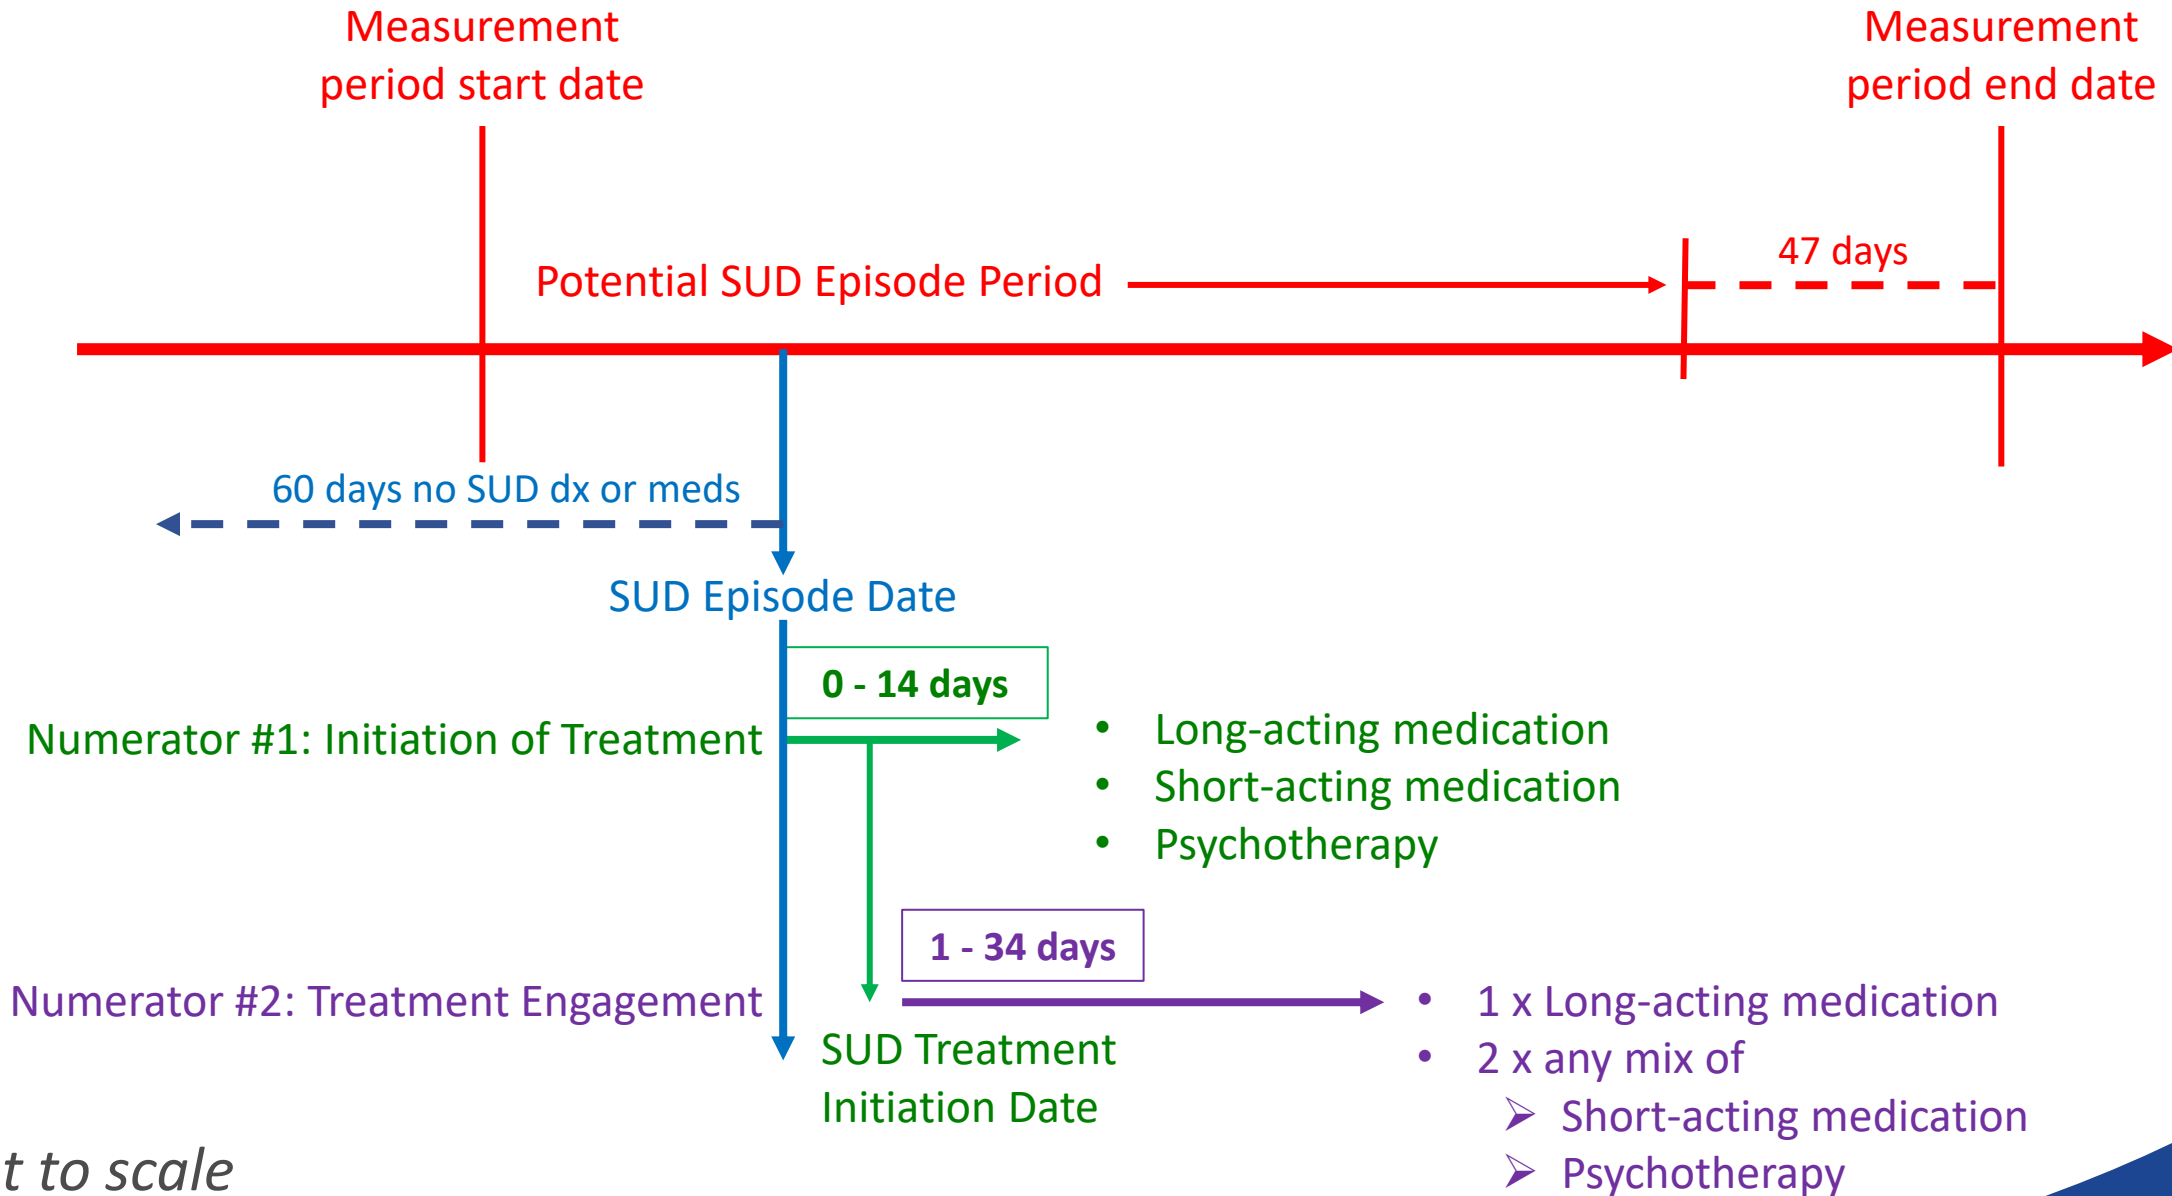 Measurement
period start date
Measurement
period end date
47 days
Potential SUD Episode Period
60 days no SUD dx or meds
SUD Episode Date
0 - 14 days
Numerator #1: Initiation of Treatment
• Long-acting medication
• Short-acting medication
• Psychotherapy
1 - 34 days
Numerator #2: Treatment Engagement
SUD Treatment
Initiation Date
• 1 x Long-acting medication
• 2 x any mix of
➢ Short-acting medication
➢ Psychotherapy
t to scale